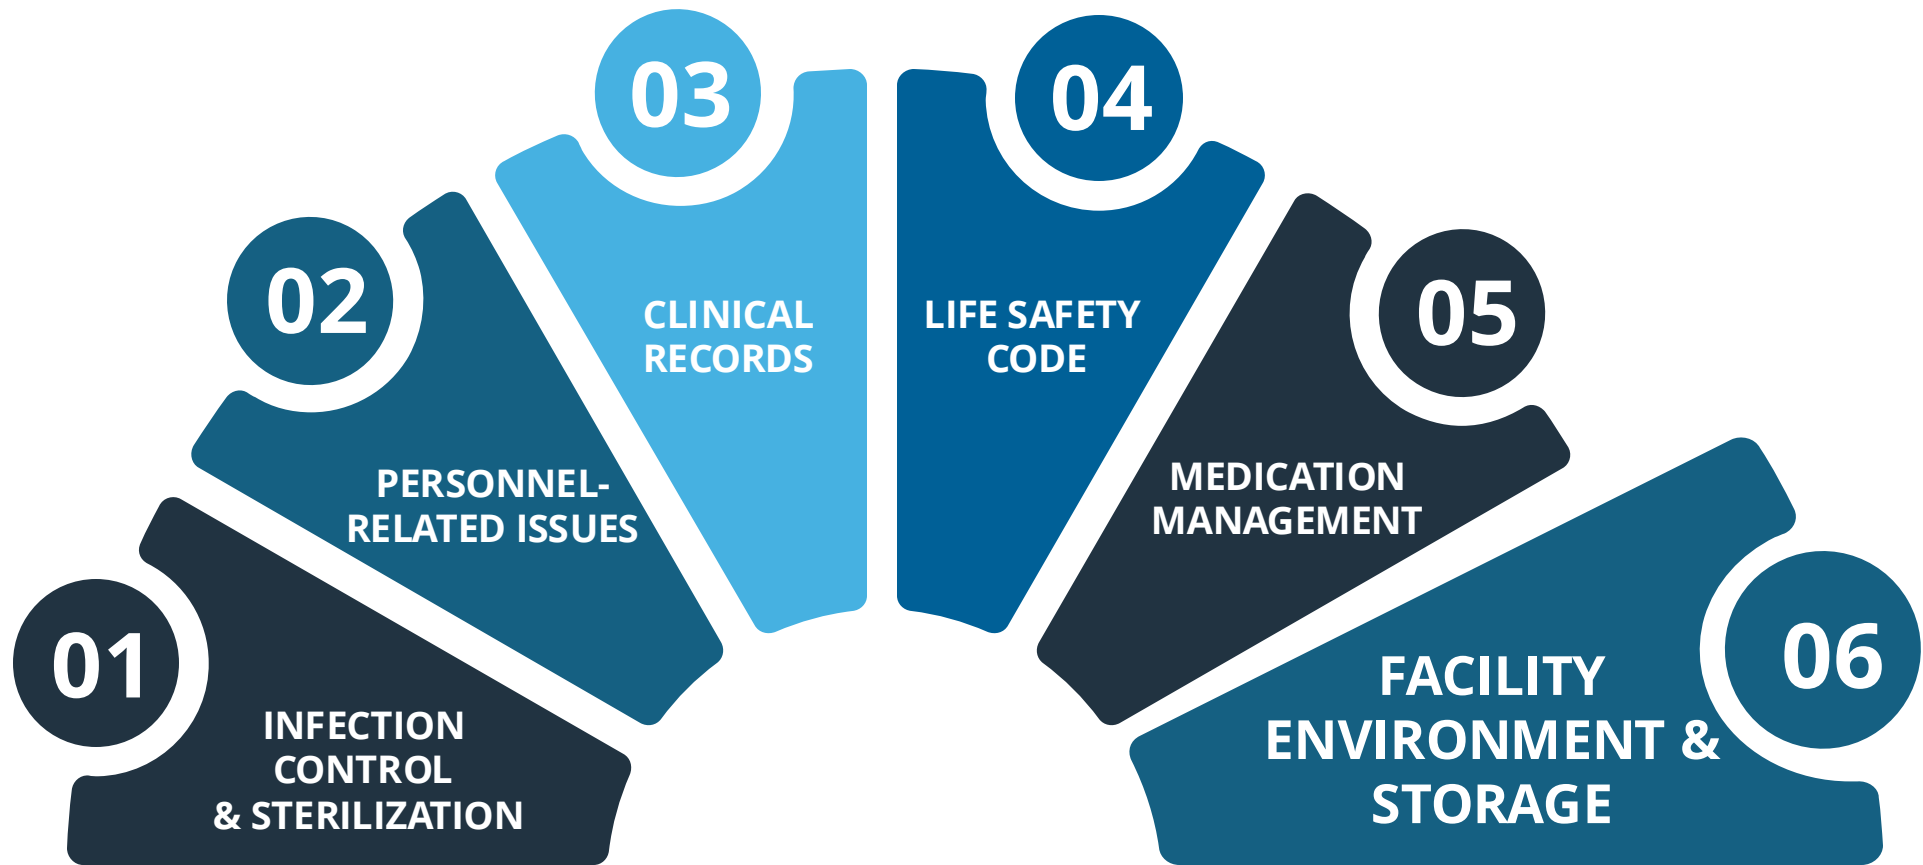 01
INFECTION
CONTROL
& STERILIZATION
02
PERSONNEL-
RELATED ISSUES
03
CLINICAL
RECORDS
04
LIFE SAFETY
CODE
05
MEDICATION
MANAGEMENT
06
FACILITY
ENVIRONMENT &
STORAGE